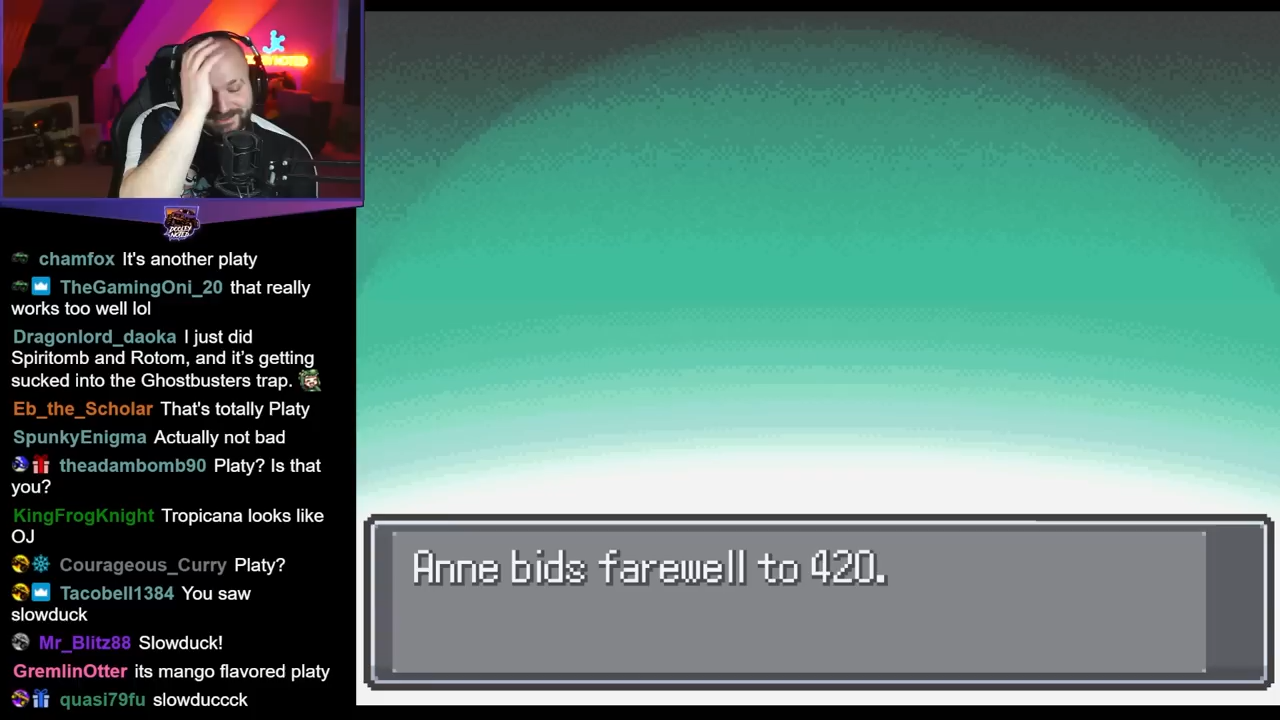 DOOLEY
NOTED
chamfox It's another platy
TheGamingOni_20 that really
works too well lol
Dragonlord_daoka I just did
Spiritomb and Rotom, and it's getting
sucked into the Ghostbusters trap.
Eb_the_Scholar That's totally Platy
SpunkyEnigma Actually not bad
theadambomb90 Platy? Is that
you?
KingFrogKnight Tropicana looks like
OJ
Courageous_Curry Platy?
Tacobell1384 You saw
slowduck
Mr_Blitz88 Slowduck!
GremlinOtter its mango flavored platy
quasi79fu slowduccck
Anne bids farewell to 420.